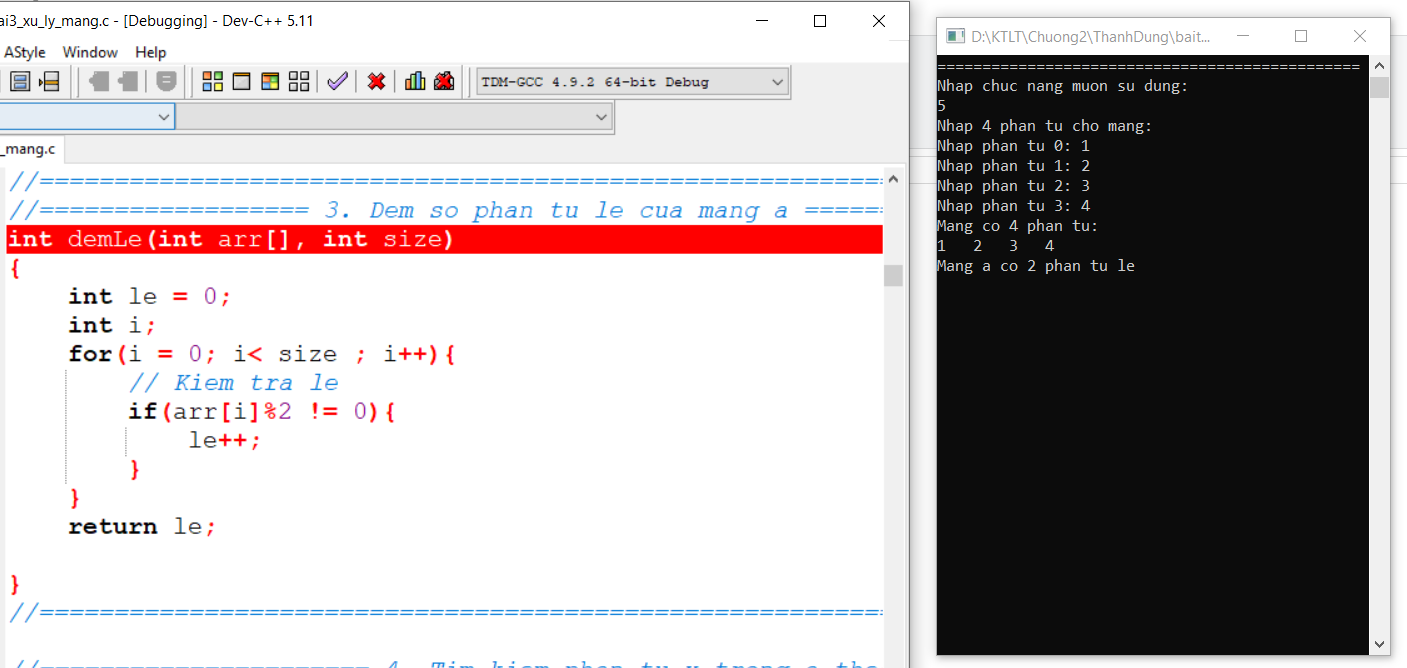 ai3_xu_ly_mang.c - [Debugging] - Dev-C++ 5.11
AStyle Window Help
TDM-GCC 4.9.2 64-bit Debug
_mang.c
//========================================================
//================== 3. Dem so phan tu le cua mang a =====
int demLe(int arr[], int size)
{
int le = 0;
int i;
for(i = 0; i< size ; i++){
// Kiem tra le
if(arr[i]%2 != 0){
le++;
}
}
return le;
}
//========================================================
//====================== 4. Tim kiem phan tu x trong a the
D:\KTLT\Chuong2\ThanhDung\bait...
===============================================
Nhap chuc nang muon su dung:
5
Nhap 4 phan tu cho mang:
Nhap phan tu 0: 1
Nhap phan tu 1: 2
Nhap phan tu 2: 3
Nhap phan tu 3: 4
Mang co 4 phan tu:
1 2 3 4
Mang a co 2 phan tu le